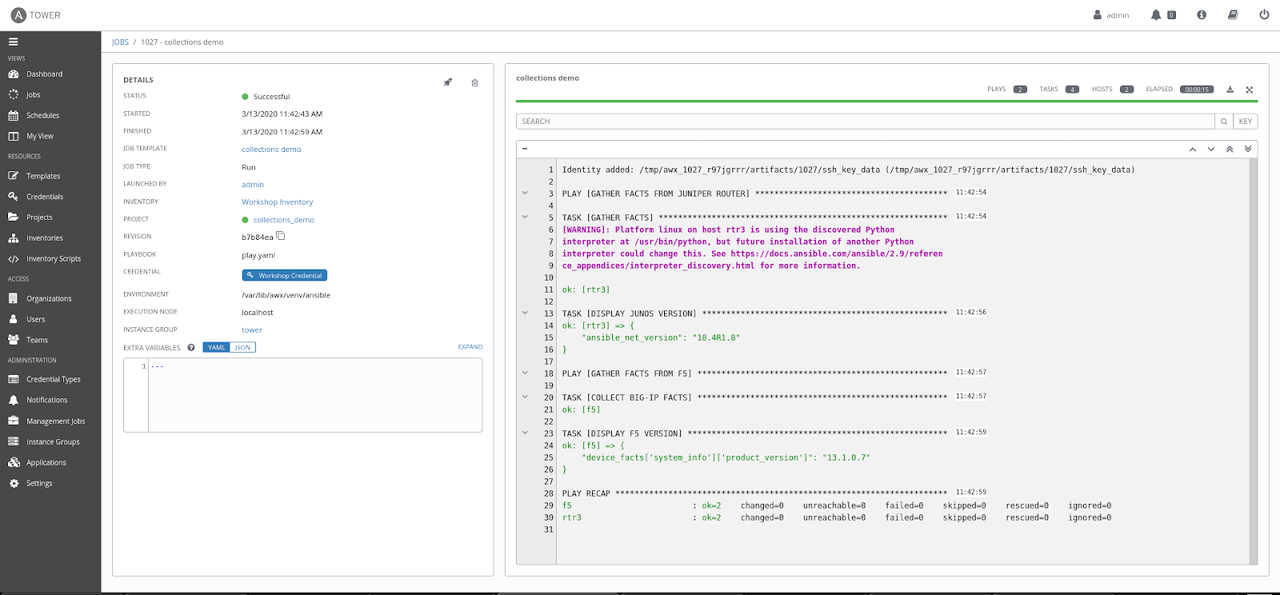 A TOWER
admin
0
VIEWS
Dashboard
Jobs
Schedules
My View
RESOURCES
Templates
Credentials
Projects
Inventories
Inventory Scripts
ACCESS
Organizations
Users
Teams
ADMINISTRATION
Credential Types
Notifications
Management Jobs
Instance Groups
Applications
Settings
JOBS / 1027 - collections demo
DETAILS
STATUS Successful
STARTED 3/13/2020 11:42:43 AM
FINISHED 3/13/2020 11:42:59 AM
JOB TEMPLATE collections demo
JOB TYPE Run
LAUNCHED BY admin
INVENTORY Workshop Inventory
PROJECT collections_demo
REVISION b7b84ea
PLAYBOOK play.yaml
CREDENTIAL Workshop Credential
ENVIRONMENT /var/lib/awx/venv/ansible
EXECUTION NODE localhost
INSTANCE GROUP tower
EXTRA VARIABLES ? YAML JSON EXPAND
1 ---
collections demo
PLAYS 2 TASKS 4 HOSTS 2 ELAPSED 00:00:15
SEARCH KEY
1 Identity added: /tmp/awx_1027_r97jgrrr/artifacts/1027/ssh_key_data (/tmp/awx_1027_r97jgrrr/artifacts/1027/ssh_key_data)
2
3 PLAY [GATHER FACTS FROM JUNIPER ROUTER] **************************************** 11:42:54
4
5 TASK [GATHER FACTS] ************************************************************ 11:42:54
6 [WARNING]: Platform linux on host rtr3 is using the discovered Python
7 interpreter at /usr/bin/python, but future installation of another Python
8 interpreter could change this. See https://docs.ansible.com/ansible/2.9/referen
9 ce_appendices/interpreter_discovery.html for more information.
10
11 ok: [rtr3]
12
13 TASK [DISPLAY JUNOS VERSION] *************************************************** 11:42:56
14 ok: [rtr3] => {
15 "ansible_net_version": "18.4R1.8"
16 }
17
18 PLAY [GATHER FACTS FROM F5] **************************************************** 11:42:57
19
20 TASK [COLLECT BIG-IP FACTS] **************************************************** 11:42:57
21 ok: [f5]
22
23 TASK [DISPLAY F5 VERSION] ****************************************************** 11:42:59
24 ok: [f5] => {
25 "device_facts['system_info']['product_version']": "13.1.0.7"
26 }
27
28 PLAY RECAP ********************************************************************* 11:42:59
29 f5 : ok=2 changed=0 unreachable=0 failed=0 skipped=0 rescued=0 ignored=0
30 rtr3 : ok=2 changed=0 unreachable=0 failed=0 skipped=0 rescued=0 ignored=0
31